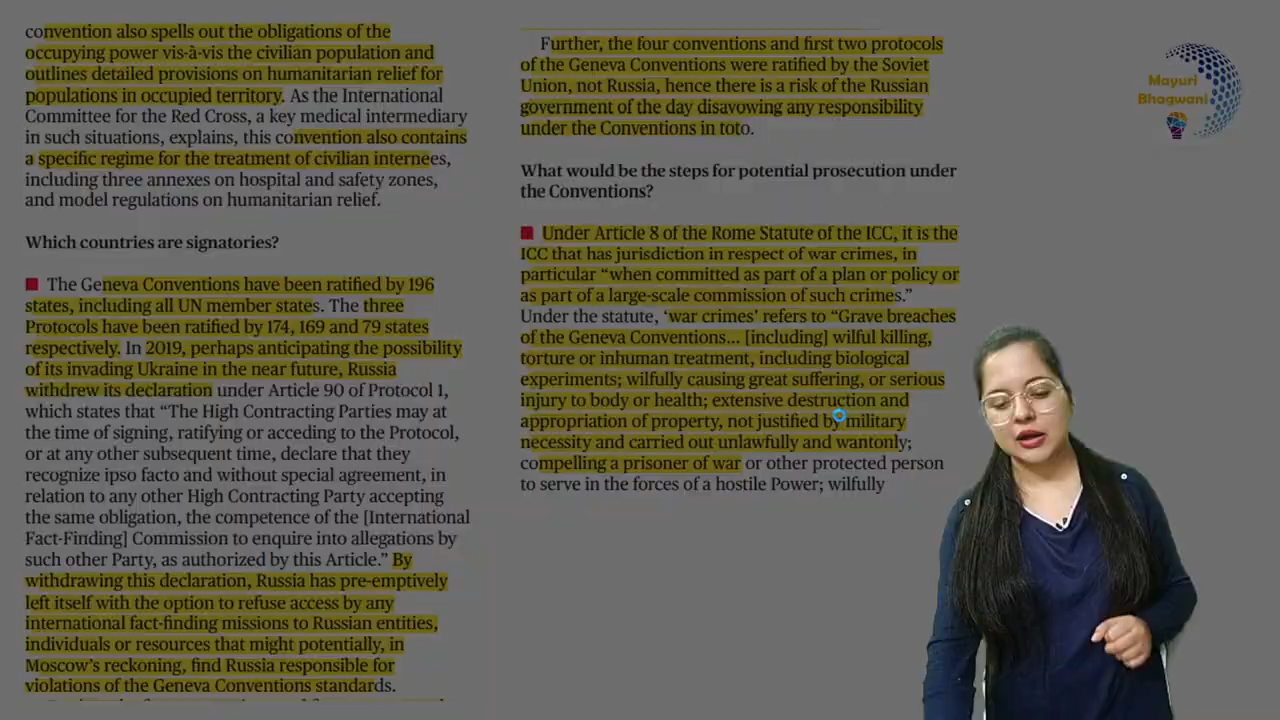 convention also spells out the obligations of the
occupying power vis-à-vis the civilian population and
outlines detailed provisions on humanitarian relief for
populations in occupied territory. As the International
Committee for the Red Cross, a key medical intermediary
in such situations, explains, this convention also contains
a specific regime for the treatment of civilian internees,
including three annexes on hospital and safety zones,
and model regulations on humanitarian relief.
Which countries are signatories?
The Geneva Conventions have been ratified by 196
states, including all UN member states. The three
Protocols have been ratified by 174, 169 and 79 states
respectively. In 2019, perhaps anticipating the possibility
of its invading Ukraine in the near future, Russia
withdrew its declaration under Article 90 of Protocol 1,
which states that “The High Contracting Parties may at
the time of signing, ratifying or acceding to the Protocol,
or at any other subsequent time, declare that they
recognize ipso facto and without special agreement, in
relation to any other High Contracting Party accepting
the same obligation, the competence of the [International
Fact-Finding] Commission to enquire into allegations by
such other Party, as authorized by this Article.” By
withdrawing this declaration, Russia has pre-emptively
left itself with the option to refuse access by any
international fact-finding missions to Russian entities,
individuals or resources that might potentially, in
Moscow’s reckoning, find Russia responsible for
violations of the Geneva Conventions standards.
Further, the four conventions and first two protocols
of the Geneva Conventions were ratified by the Soviet
Union, not Russia, hence there is a risk of the Russian
government of the day disavowing any responsibility
under the Conventions in toto.
What would be the steps for potential prosecution under
the Conventions?
Under Article 8 of the Rome Statute of the ICC, it is the
ICC that has jurisdiction in respect of war crimes, in
particular “when committed as part of a plan or policy or
as part of a large-scale commission of such crimes.”
Under the statute, ‘war crimes’ refers to “Grave breaches
of the Geneva Conventions... [including] wilful killing,
torture or inhuman treatment, including biological
experiments; wilfully causing great suffering, or serious
injury to body or health; extensive destruction and
appropriation of property, not justified by military
necessity and carried out unlawfully and wantonly;
compelling a prisoner of war or other protected person
to serve in the forces of a hostile Power; wilfully
Mayuri
Bhagwani